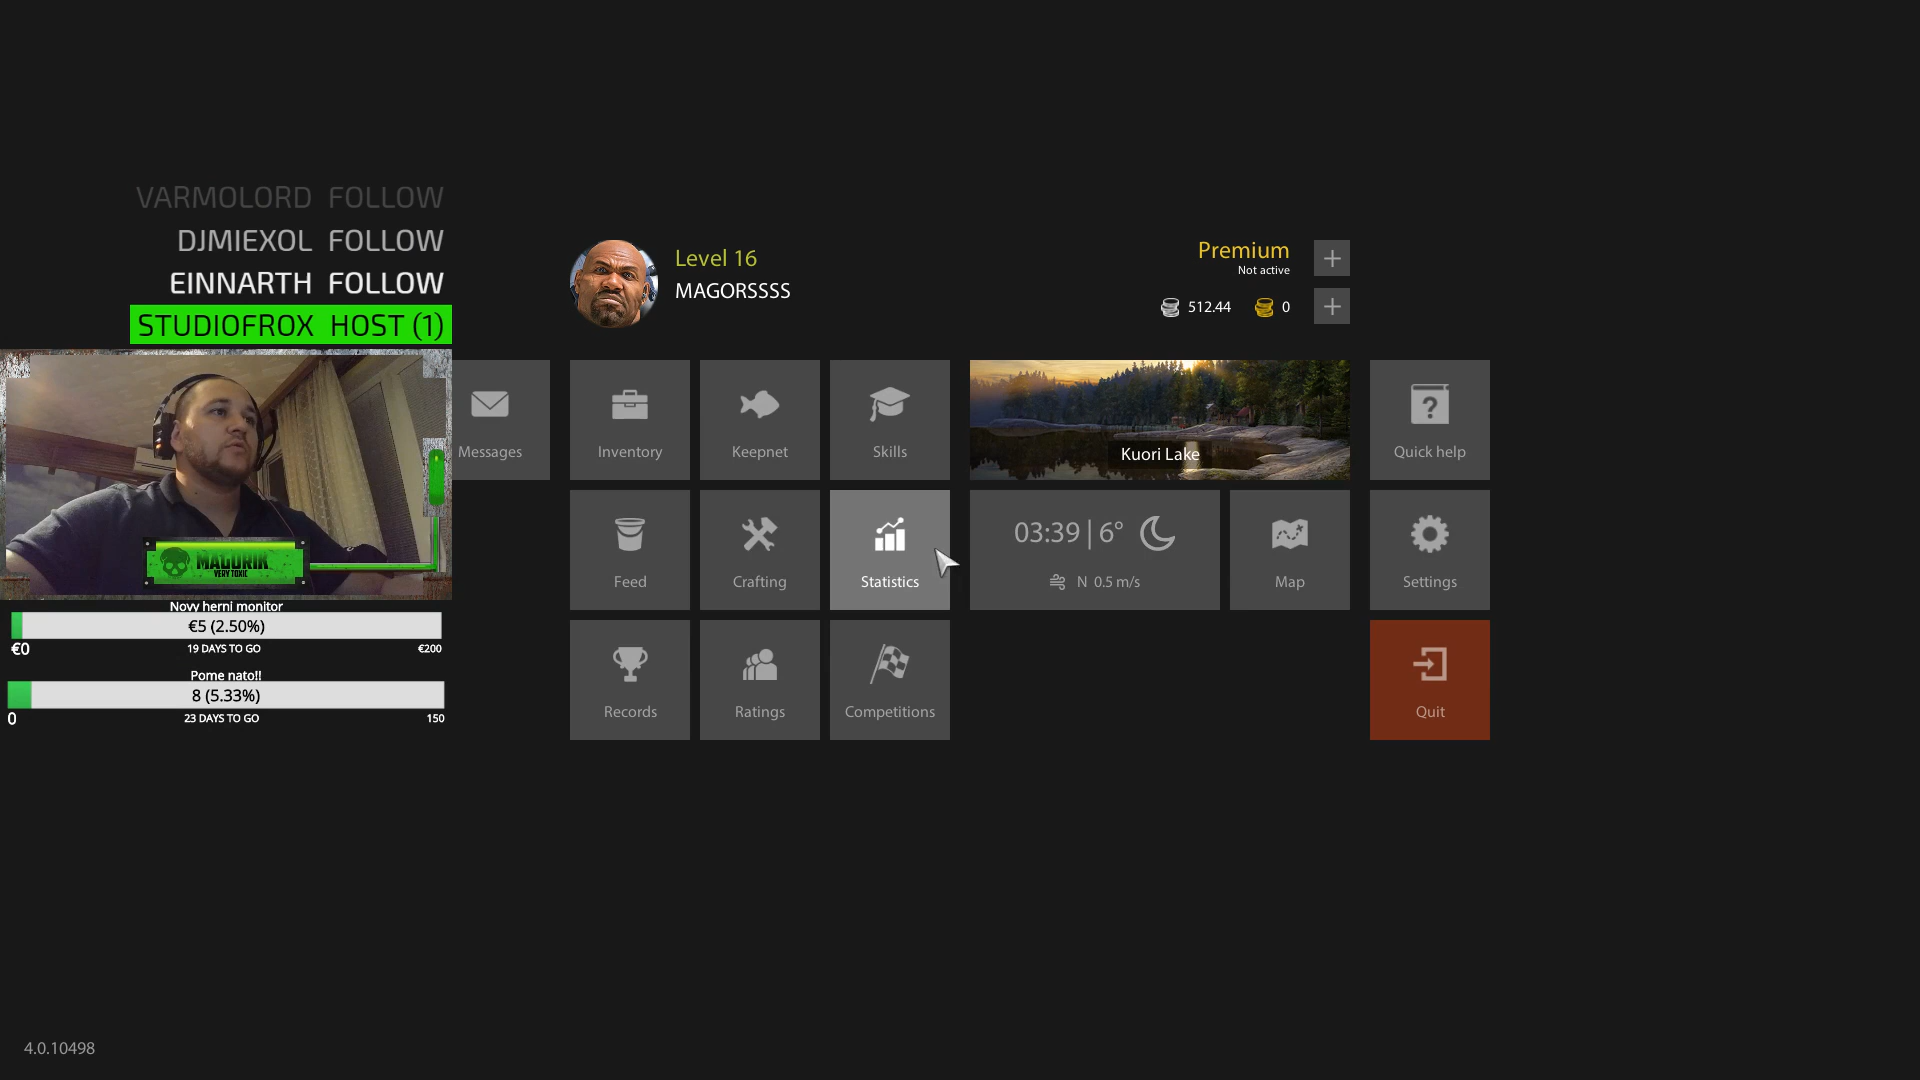 VARMOLORD FOLLOW
DJMIEXOL FOLLOW
EINNARTH FOLLOW
STUDIOFROX HOST (1)
MAGORIK
VERY TOXIC
Novy herni monitor
€5 (2.50%)
€0
19 DAYS TO GO
€200
Pome nato!!
8 (5.33%)
0
23 DAYS TO GO
150
Level 16
MAGORSSSS
Premium
Not active
512.44
0
Messages
Inventory
Keepnet
Skills
Kuori Lake
Quick help
Feed
Crafting
Statistics
03:39 | 6°
N 0.5 m/s
Map
Settings
Records
Ratings
Competitions
Quit
4.0.10498